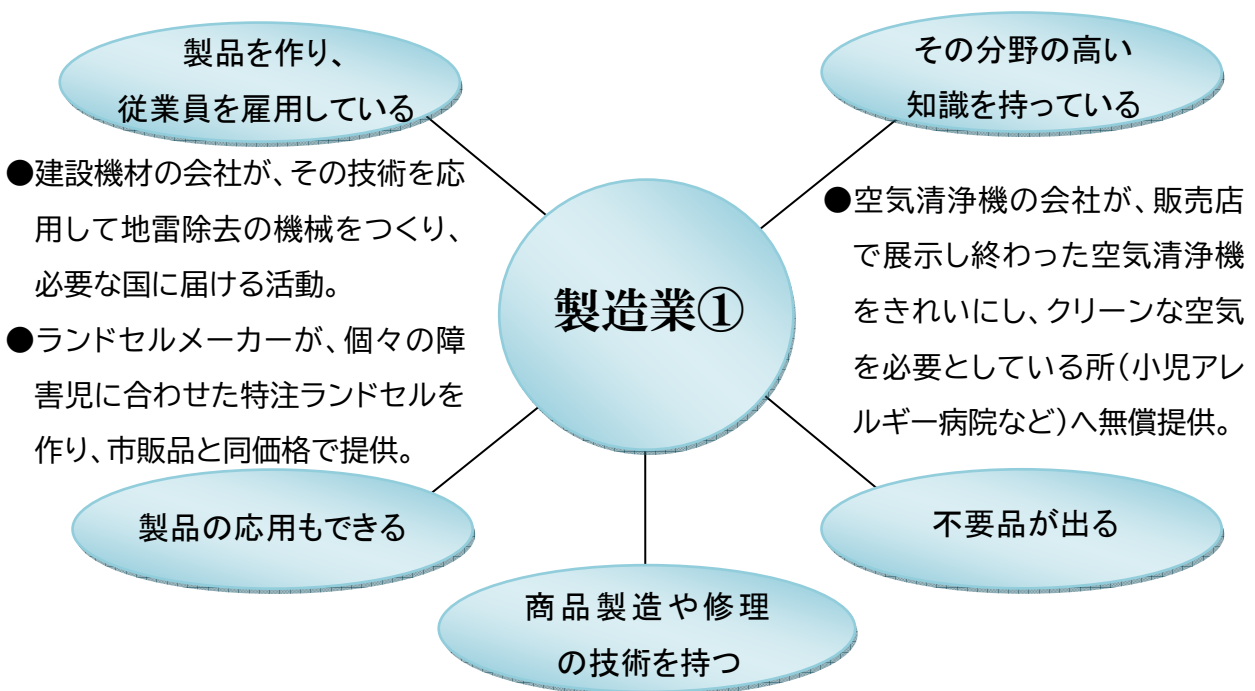 製品を作り、
従業員を雇用している
その分野の高い
知識を持っている
●建設機材の会社が、その技術を応
用して地雷除去の機械をつくり、
必要な国に届ける活動。
●ランドセルメーカーが、個々の障
害児に合わせた特注ランドセルを
作り、市販品と同価格で提供。
製造業①
●空気清浄機の会社が、販売店
で展示し終わった空気清浄機
をきれいにし、クリーンな空気
を必要としている所(小児アレ
ルギー病院など)へ無償提供。
製品の応用もできる
不要品が出る
商品製造や修理
の技術を持つ